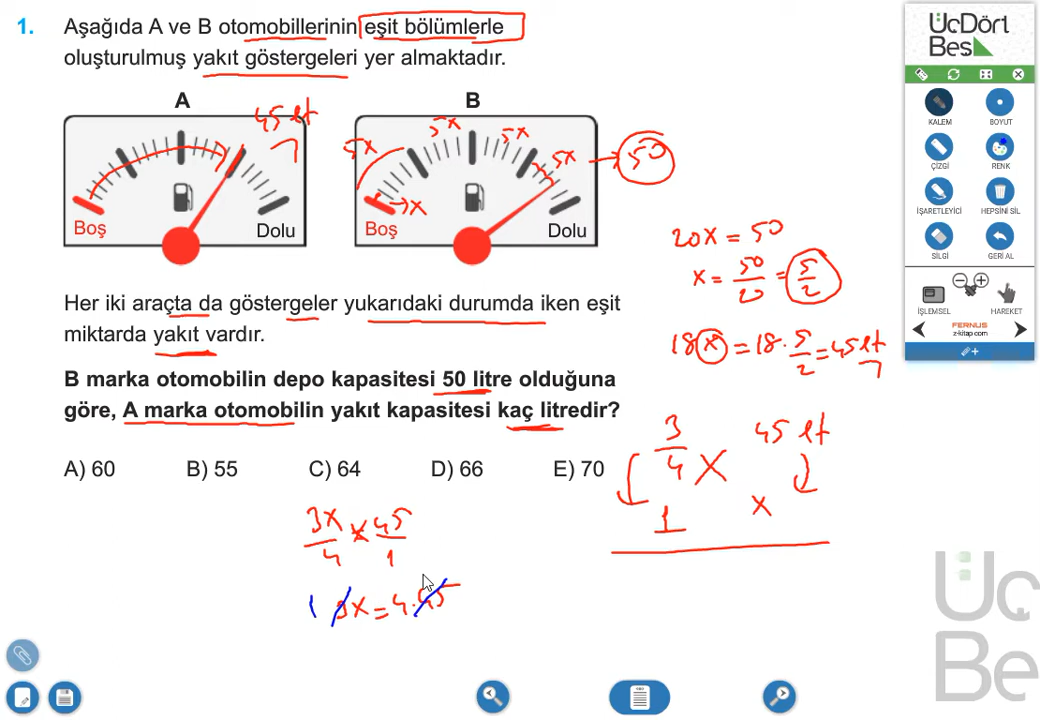 1. Aşağıda A ve B otomobillerinin eşit bölümlerle
oluşturulmuş yakıt göstergeleri yer almaktadır.
A
45 lt
Boş
Dolu
B
5x 5x 5x 5x → 50
→x
Boş
Dolu
20x = 50
x = 50/20 = 5/2
18x = 18 . 5/2 = 45 lt
Her iki araçta da göstergeler yukarıdaki durumda iken eşit
miktarda yakıt vardır.
B marka otomobilin depo kapasitesi 50 litre olduğuna
göre, A marka otomobilin yakıt kapasitesi kaç litredir?
A) 60 B) 55 C) 64 D) 66 E) 70
3/4 45 lt
1 x
3x/4 45/1
1 3x = 4.45
ÜçDört
Beş
KALEM BOYUT
ÇİZGİ RENK
İŞARETLEYİCİ HEPSİNİ SİL
SİLGİ GERİ AL
İŞLEMSEL HAREKET
FERNUS
z-kitap.com
Üç
Be